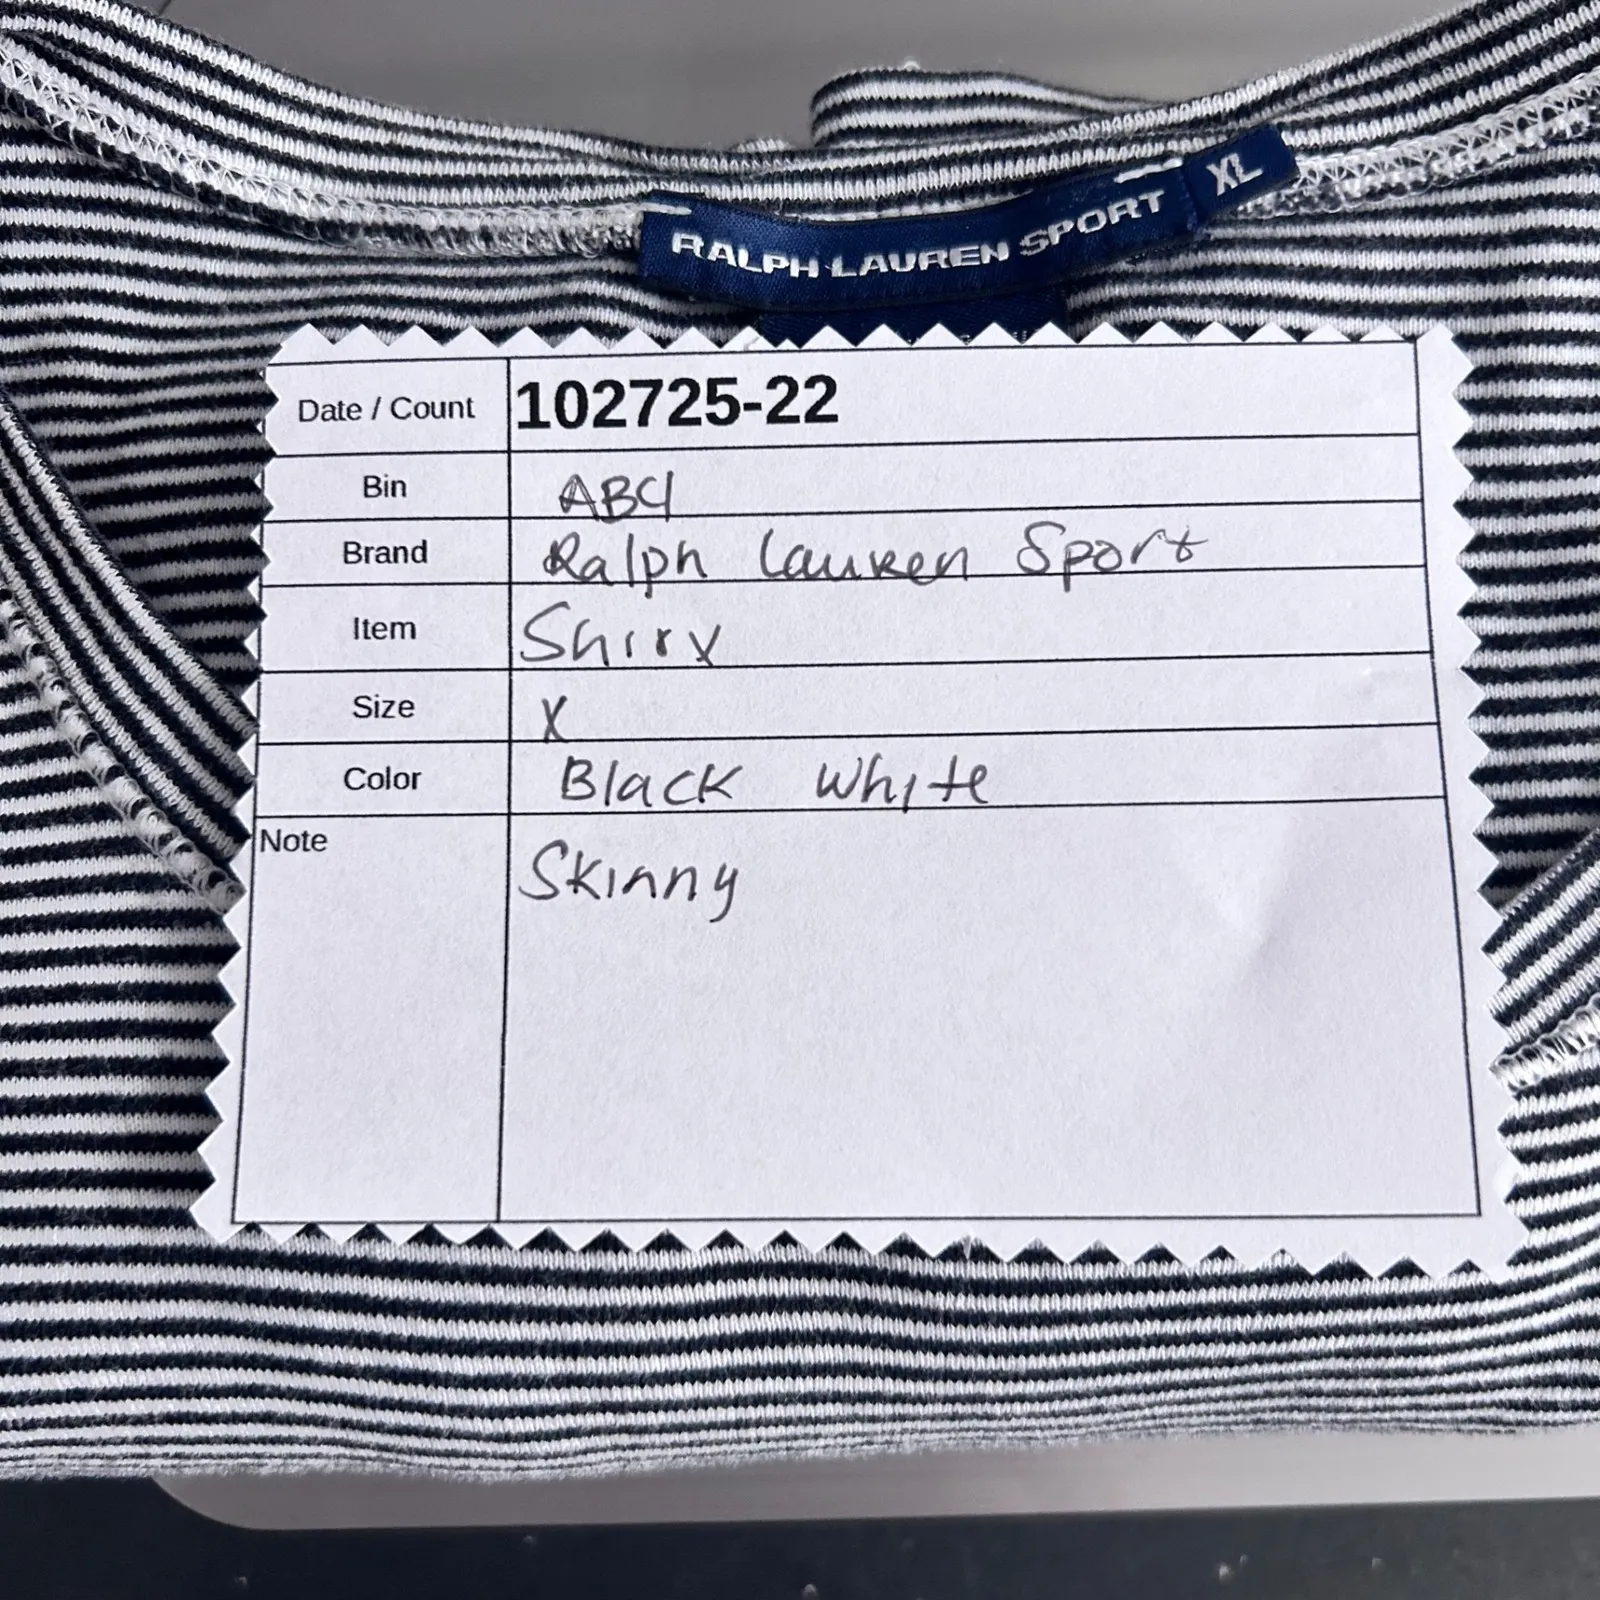 RALPH LAUREN SPORT XL
Date / Count 102725-22
Bin ABC1
Brand Ralph Lauren Sport
Item Shirt
Size X
Color Black White
Note Skinny